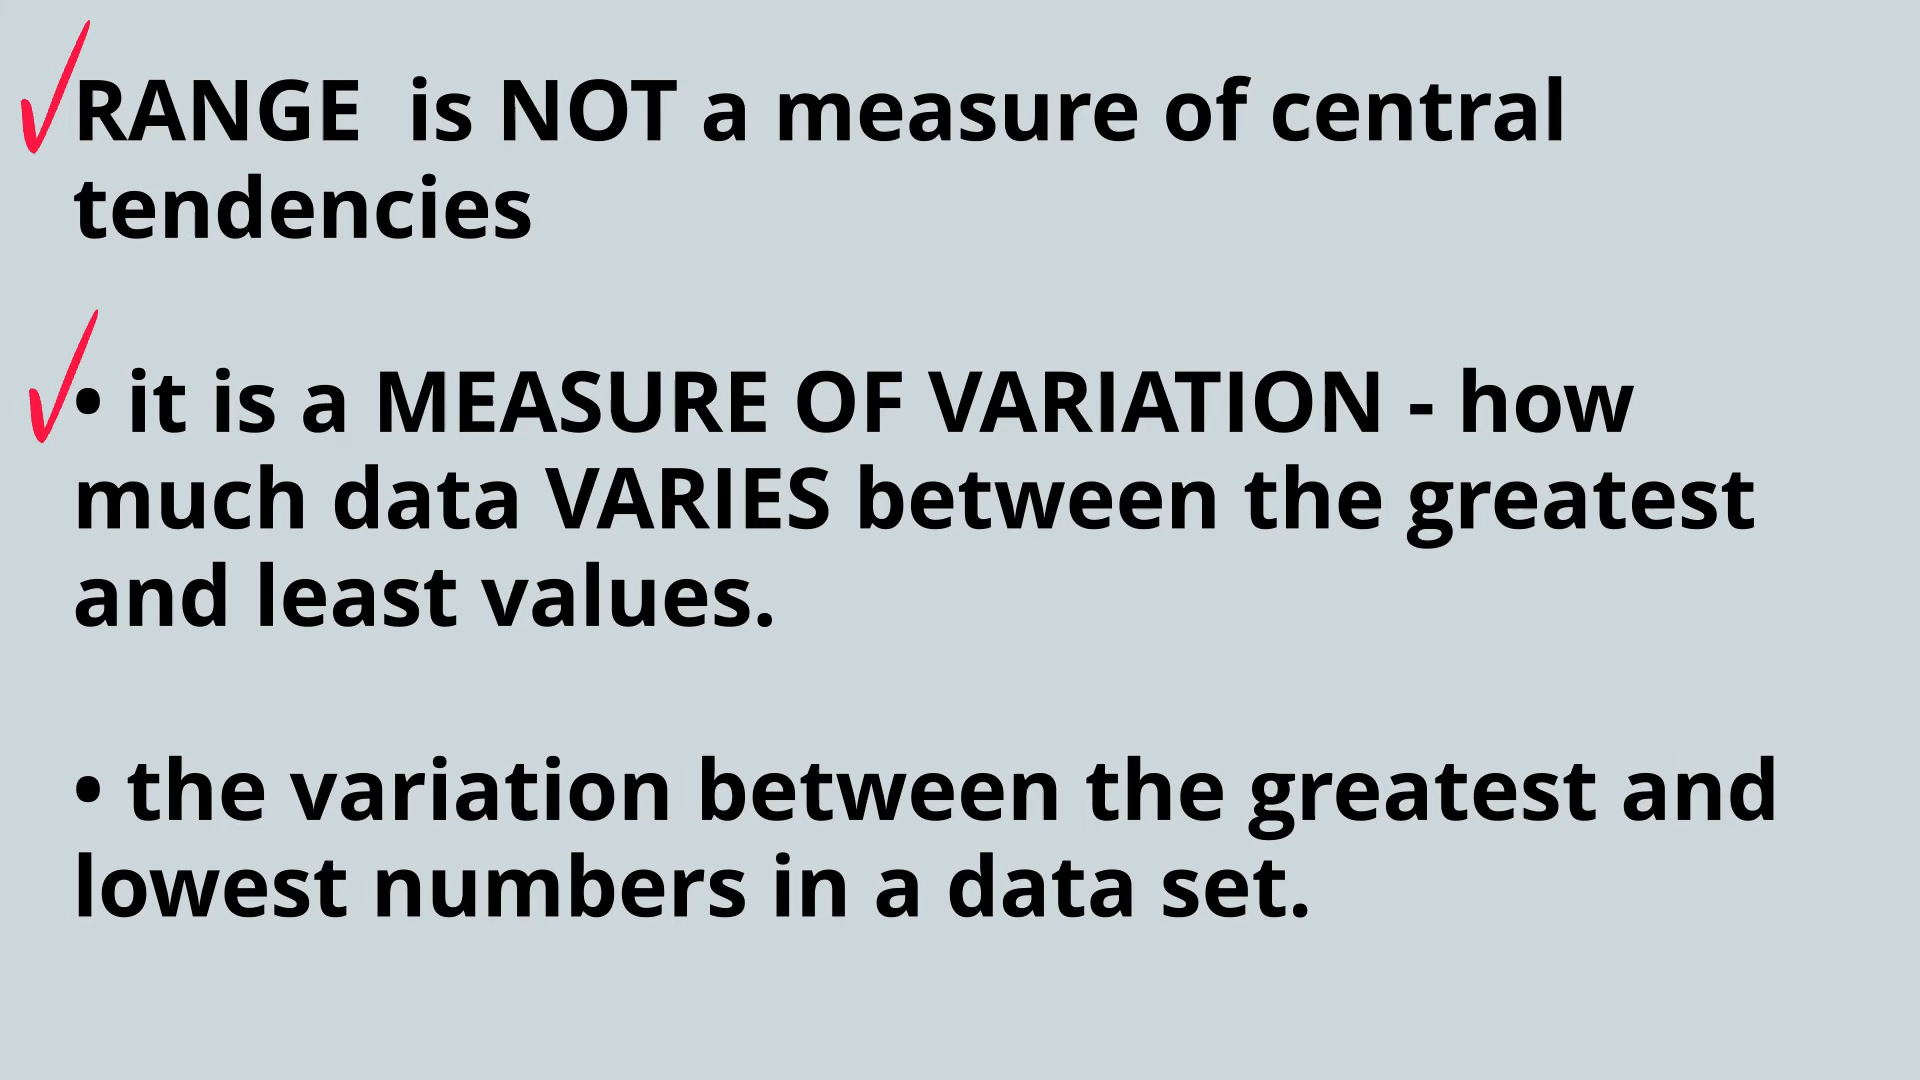 RANGE  is NOT a measure of central
tendencies
• it is a MEASURE OF VARIATION - how
much data VARIES between the greatest
and least values.
• the variation between the greatest and
lowest numbers in a data set.